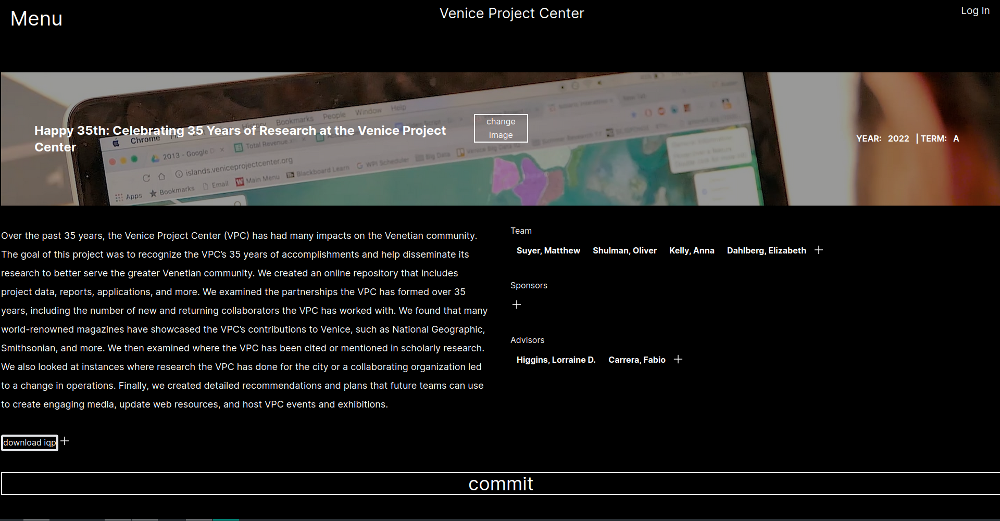 Menu
Venice Project Center
Log In
Bookmarks People Window Help
Chrome
History
Happy 35th: Celebrating 35 Years of Research at the Venice Project
Center
change
image
YEAR: 2022 | TERM: A
2013 - Google D
Total Revenue
islands.veniceprojectcenter.org
Apps Bookmarks Email Main Menu Blackboard Learn WPI Scheduler Big Data Venice Big Data
Over the past 35 years, the Venice Project Center (VPC) has had many impacts on the Venetian community.
The goal of this project was to recognize the VPC’s 35 years of accomplishments and help disseminate its
research to better serve the greater Venetian community. We created an online repository that includes
project data, reports, applications, and more. We examined the partnerships the VPC has formed over 35
years, including the number of new and returning collaborators the VPC has worked with. We found that many
world-renowned magazines have showcased the VPC’s contributions to Venice, such as National Geographic,
Smithsonian, and more. We then examined where the VPC has been cited or mentioned in scholarly research.
We also looked at instances where research the VPC has done for the city or a collaborating organization led
to a change in operations. Finally, we created detailed recommendations and plans that future teams can use
to create engaging media, update web resources, and host VPC events and exhibitions.
download iqp +
Team
Suyer, Matthew Shulman, Oliver Kelly, Anna Dahlberg, Elizabeth +
Sponsors
+
Advisors
Higgins, Lorraine D. Carrera, Fabio +
commit